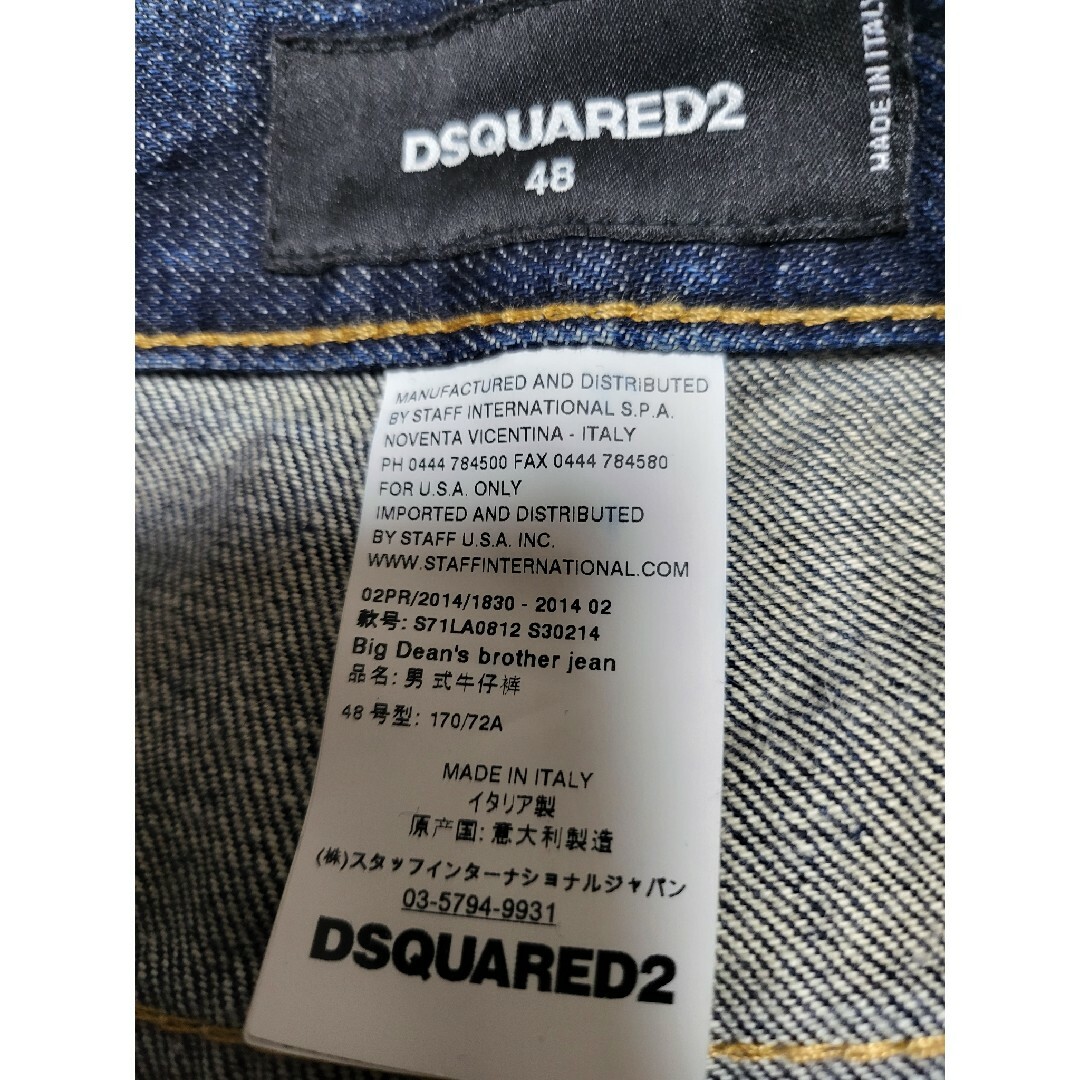 DSQUARED2
48
MADE IN ITALY
MANUFACTURED AND DISTRIBUTED
BY STAFF INTERNATIONAL S.P.A.
NOVENTA VICENTINA - ITALY
PH 0444 784500 FAX 0444 784580
FOR U.S.A. ONLY
IMPORTED AND DISTRIBUTED
BY STAFF U.S.A. INC.
WWW.STAFFINTERNATIONAL.COM
02PR/2014/1830 - 2014 02
款号: S71LA0812 S30214
Big Dean's brother jean
品名: 男 式牛仔裤
48 号型: 170/72A
MADE IN ITALY
イタリア製
原产国: 意大利製造
(株)スタッフインターナショナルジャパン
03-5794-9931
DSQUARED2